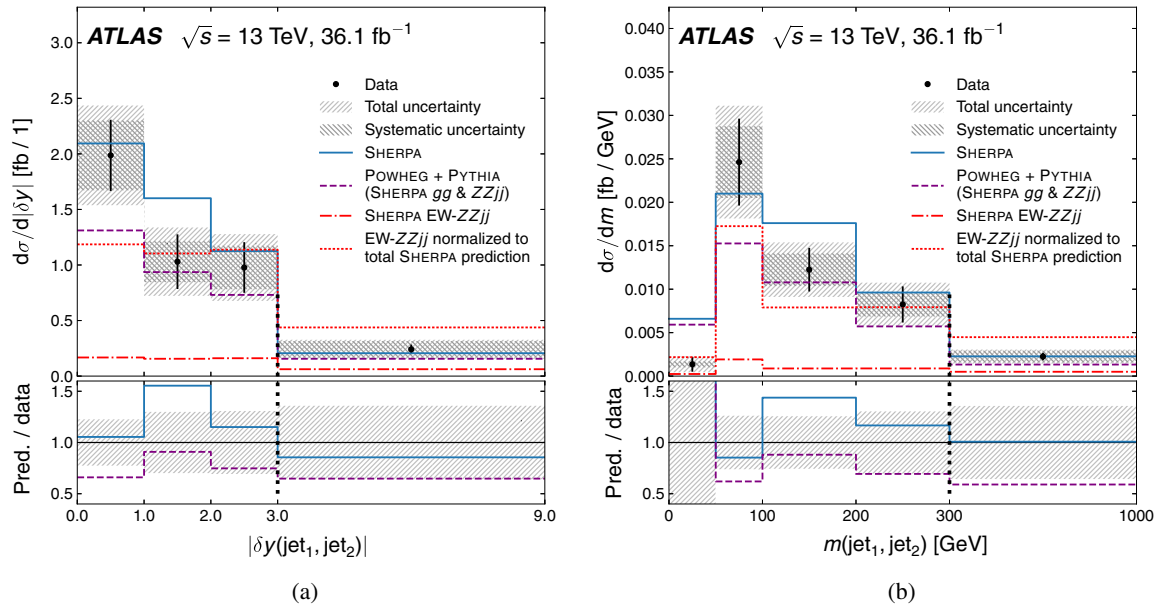 ATLAS √s = 13 TeV, 36.1 fb⁻¹
dσ/d|δy| [fb / 1]
3.0
2.5
2.0
1.5
1.0
0.5
0.0
Data
Total uncertainty
Systematic uncertainty
SHERPA
POWHEG + PYTHIA
(SHERPA gg & ZZjj)
SHERPA EW-ZZjj
EW-ZZjj normalized to
total SHERPA prediction
Pred. / data
1.5
1.0
0.5
0.0 1.0 2.0 3.0 9.0
|δy(jet₁, jet₂)|
(a)
ATLAS √s = 13 TeV, 36.1 fb⁻¹
dσ/dm [fb / GeV]
0.040
0.035
0.030
0.025
0.020
0.015
0.010
0.005
0.000
Data
Total uncertainty
Systematic uncertainty
SHERPA
POWHEG + PYTHIA
(SHERPA gg & ZZjj)
SHERPA EW-ZZjj
EW-ZZjj normalized to
total SHERPA prediction
Pred. / data
1.5
1.0
0.5
0 50 100 200 300 1000
m(jet₁, jet₂) [GeV]
(b)